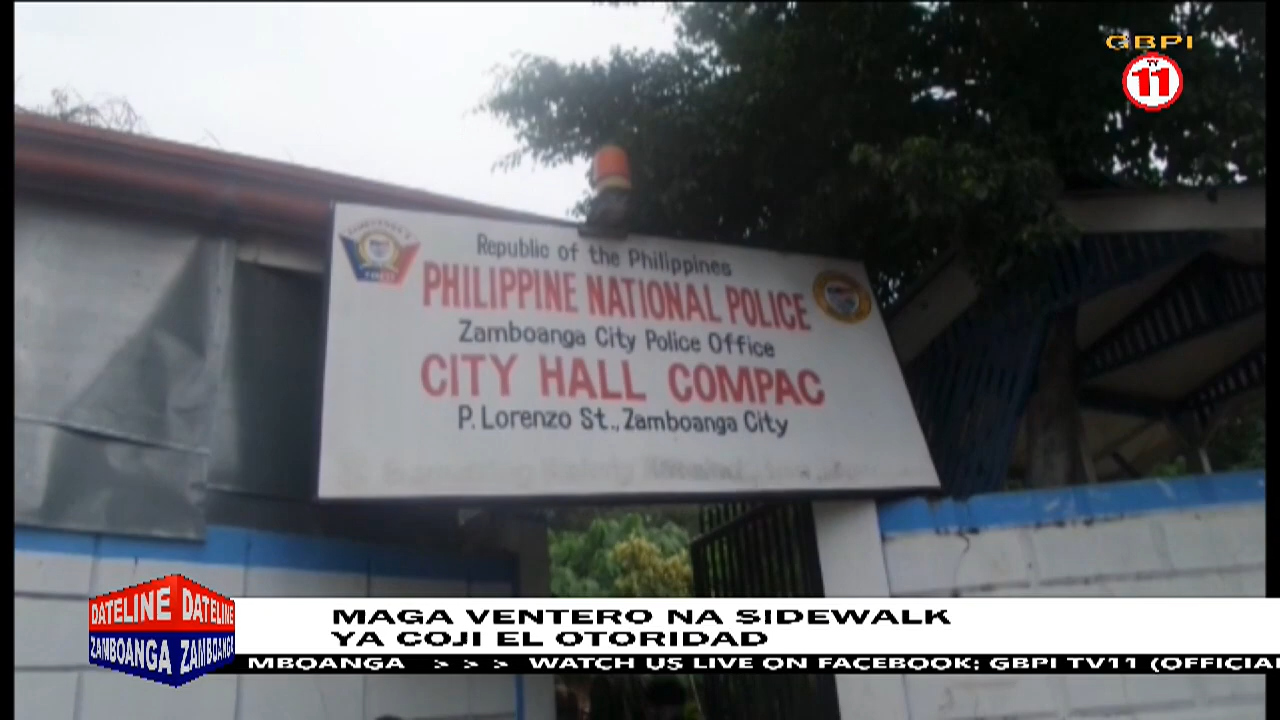 GBPI
TV
11
Republic of the Philippines
PHILIPPINE NATIONAL POLICE
Zamboanga City Police Office
CITY HALL COMPAC
P. Lorenzo St., Zamboanga City
MAGA VENTERO NA SIDEWALK
YA COJI EL OTORIDAD
DATELINE DATELINE
ZAMBOANGA ZAMBOANGA
MBOANGA > > > WATCH US LIVE ON FACEBOOK; GBPI TV11 (OFFICIA